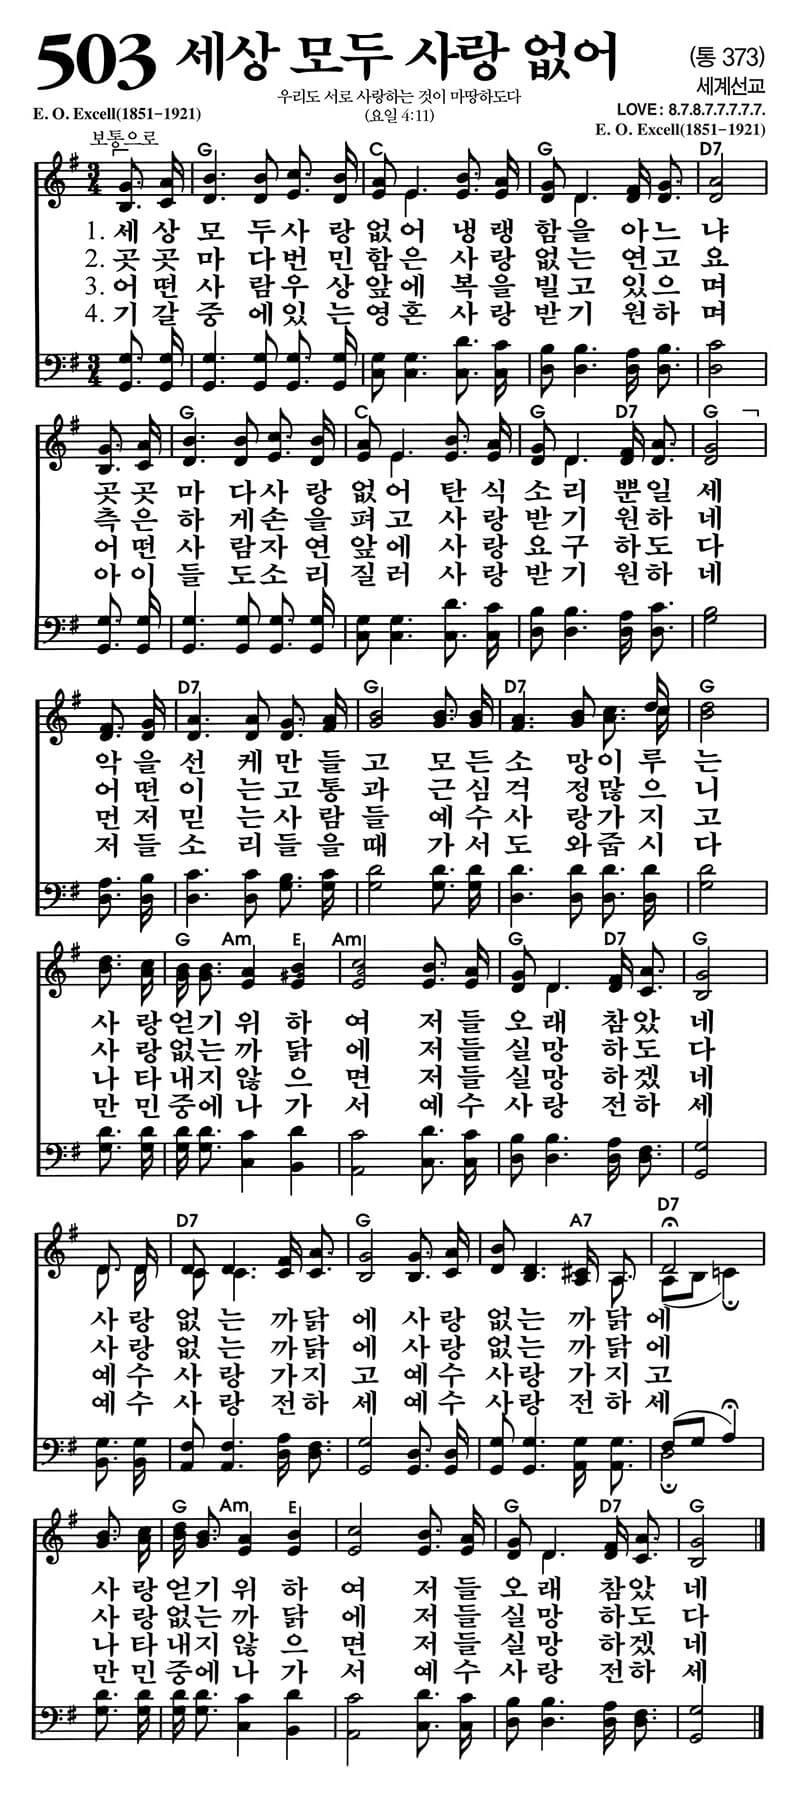 503 세상 모두 사랑 없어 (통 373)
우리도 서로 사랑하는 것이 마땅하도다
세계선교
E. O. Excell(1851-1921)
(요일 4:11)
LOVE: 8.7.8.7.7.7.7.7.
E. O. Excell(1851-1921)
보통으로
G C G D7
3 4
1. 세 상 모 두 사 랑 없 어 냉 랭 함 을 아 느 냐
2. 곳 곳 마 다 번 민 함 은 사 랑 없 는 연 고 요
3. 어 떤 사 람 우 상 앞 에 복 을 빌 고 있 으 며
4. 기 갈 중 에 있 는 영 혼 사 랑 받 기 원 하 며
3 4
G C G D7 G
곳 곳 마 다 사 랑 없 어 탄 식 소 리 뿐 일 세
측 은 하 게 손 을 펴 고 사 랑 받 기 원 하 네
어 떤 사 람 자 연 앞 에 사 랑 요 구 하 도 다
아 이 들 도 소 리 질 러 사 랑 받 기 원 하 네
D7 G D7 G
악 을 선 케 만 들 고 모 든 소 망 이 루 는
어 떤 이 는 고 통 과 근 심 걱 정 많 으 니
먼 저 믿 는 사 람 들 예 수 사 랑 가 지 고
저 들 소 리 들 을 때 가 서 도 와 줍 시 다
G Am E Am G D7 G
사 랑 얻 기 위 하 여 저 들 오 래 참 았 네
사 랑 없 는 까 닭 에 저 들 실 망 하 도 다
나 타 내 지 않 으 면 저 들 실 망 하 겠 네
만 민 중 에 나 가 서 예 수 사 랑 전 하 세
D7 G A7 D7
사 랑 없 는 까 닭 에 사 랑 없 는 까 닭 에
사 랑 없 는 까 닭 에 사 랑 없 는 까 닭 에
예 수 사 랑 가 지 고 예 수 사 랑 가 지 고
예 수 사 랑 전 하 세 예 수 사 랑 전 하 세
G Am E G D7 G
사 랑 얻 기 위 하 여 저 들 오 래 참 았 네
사 랑 없 는 까 닭 에 저 들 실 망 하 도 다
나 타 내 지 않 으 면 저 들 실 망 하 겠 네
만 민 중 에 나 가 서 예 수 사 랑 전 하 세